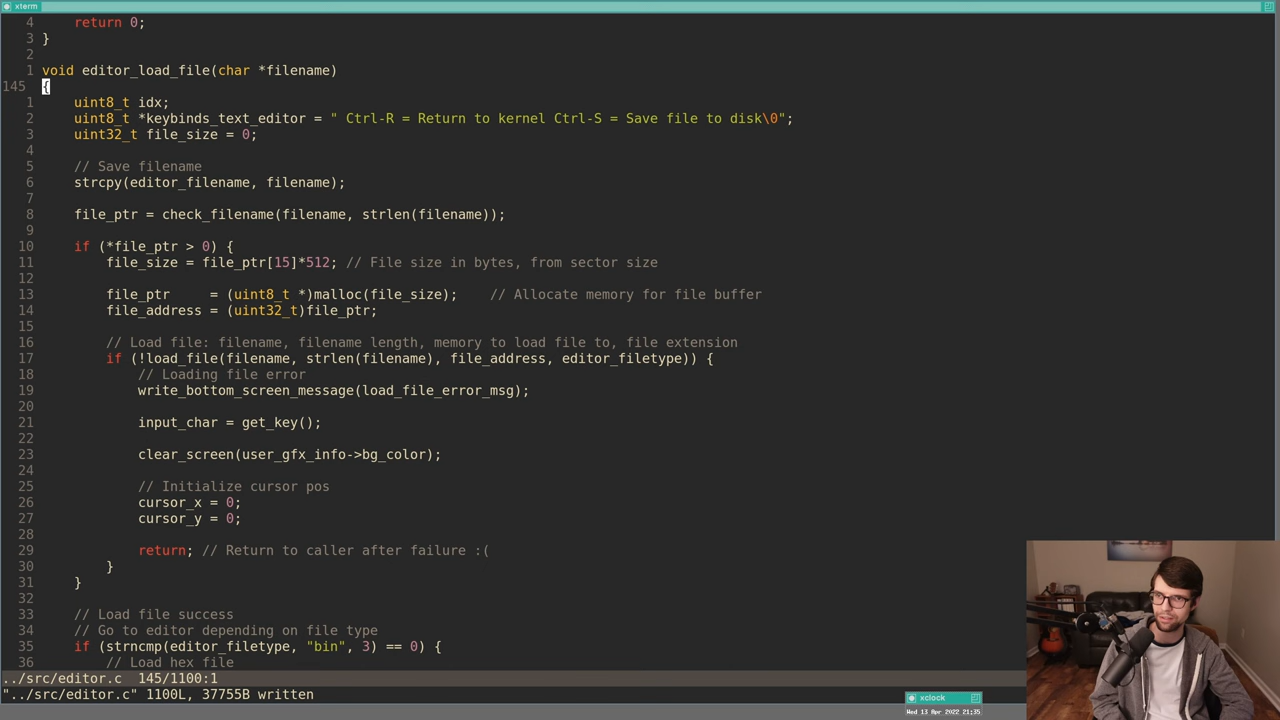 xterm
4     return 0;
3 }
2
1 void editor_load_file(char *filename)
145 {
1     uint8_t idx;
2     uint8_t *keybinds_text_editor = " Ctrl-R = Return to kernel Ctrl-S = Save file to disk\0";
3     uint32_t file_size = 0;
4
5     // Save filename
6     strcpy(editor_filename, filename);
7
8     file_ptr = check_filename(filename, strlen(filename));
9
10     if (*file_ptr > 0) {
11         file_size = file_ptr[15]*512; // File size in bytes, from sector size
12
13         file_ptr     = (uint8_t *)malloc(file_size);    // Allocate memory for file buffer
14         file_address = (uint32_t)file_ptr;
15
16         // Load file: filename, filename length, memory to load file to, file extension
17         if (!load_file(filename, strlen(filename), file_address, editor_filetype)) {
18             // Loading file error
19             write_bottom_screen_message(load_file_error_msg);
20
21             input_char = get_key();
22
23             clear_screen(user_gfx_info->bg_color);
24
25             // Initialize cursor pos
26             cursor_x = 0;
27             cursor_y = 0;
28
29             return; // Return to caller after failure :(
30         }
31     }
32
33     // Load file success
34     // Go to editor depending on file type
35     if (strncmp(editor_filetype, "bin", 3) == 0) {
36         // Load hex file
../src/editor.c  145/1100:1
"../src/editor.c" 1100L, 37755B written
xclock
Wed 13 Apr 2022 21:35